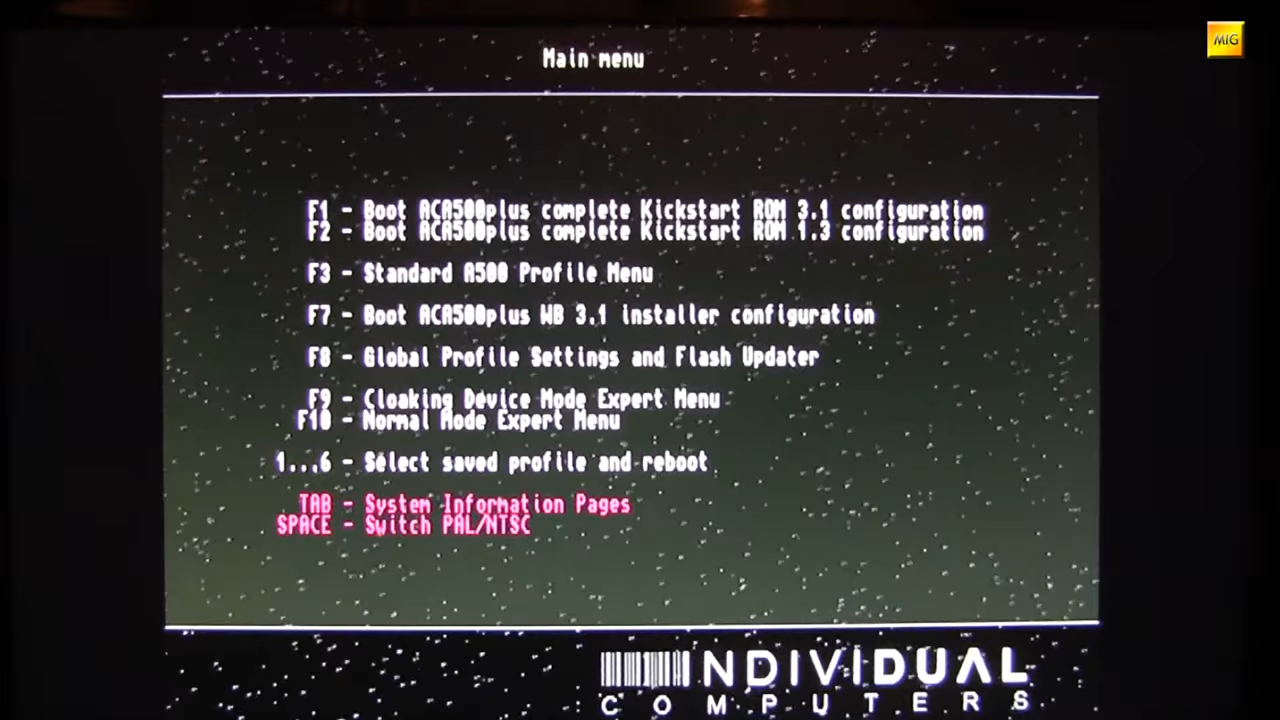 MIG
Main menu
F1 - Boot ACA500plus complete Kickstart ROM 3.1 configuration
F2 - Boot ACA500plus complete Kickstart ROM 1.3 configuration
F3 - Standard A500 Profile Menu
F7 - Boot ACA500plus WB 3.1 installer configuration
F8 - Global Profile Settings and Flash Updater
F9 - Cloaking Device Mode Expert Menu
F10 - Normal Mode Expert Menu
1...6 - Select saved profile and reboot
TAB - System Information Pages
SPACE - Switch PAL/NTSC
INDIVIDUAL
COMPUTERS